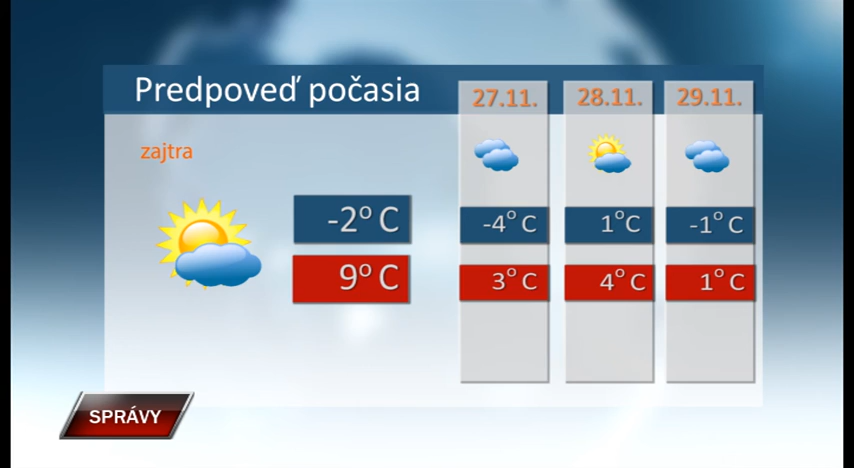 Predpoveď počasia
zajtra
-2° C
9° C
27.11.
-4° C
3° C
28.11.
1°C
4° C
29.11.
-1° C
1° C
SPRÁVY